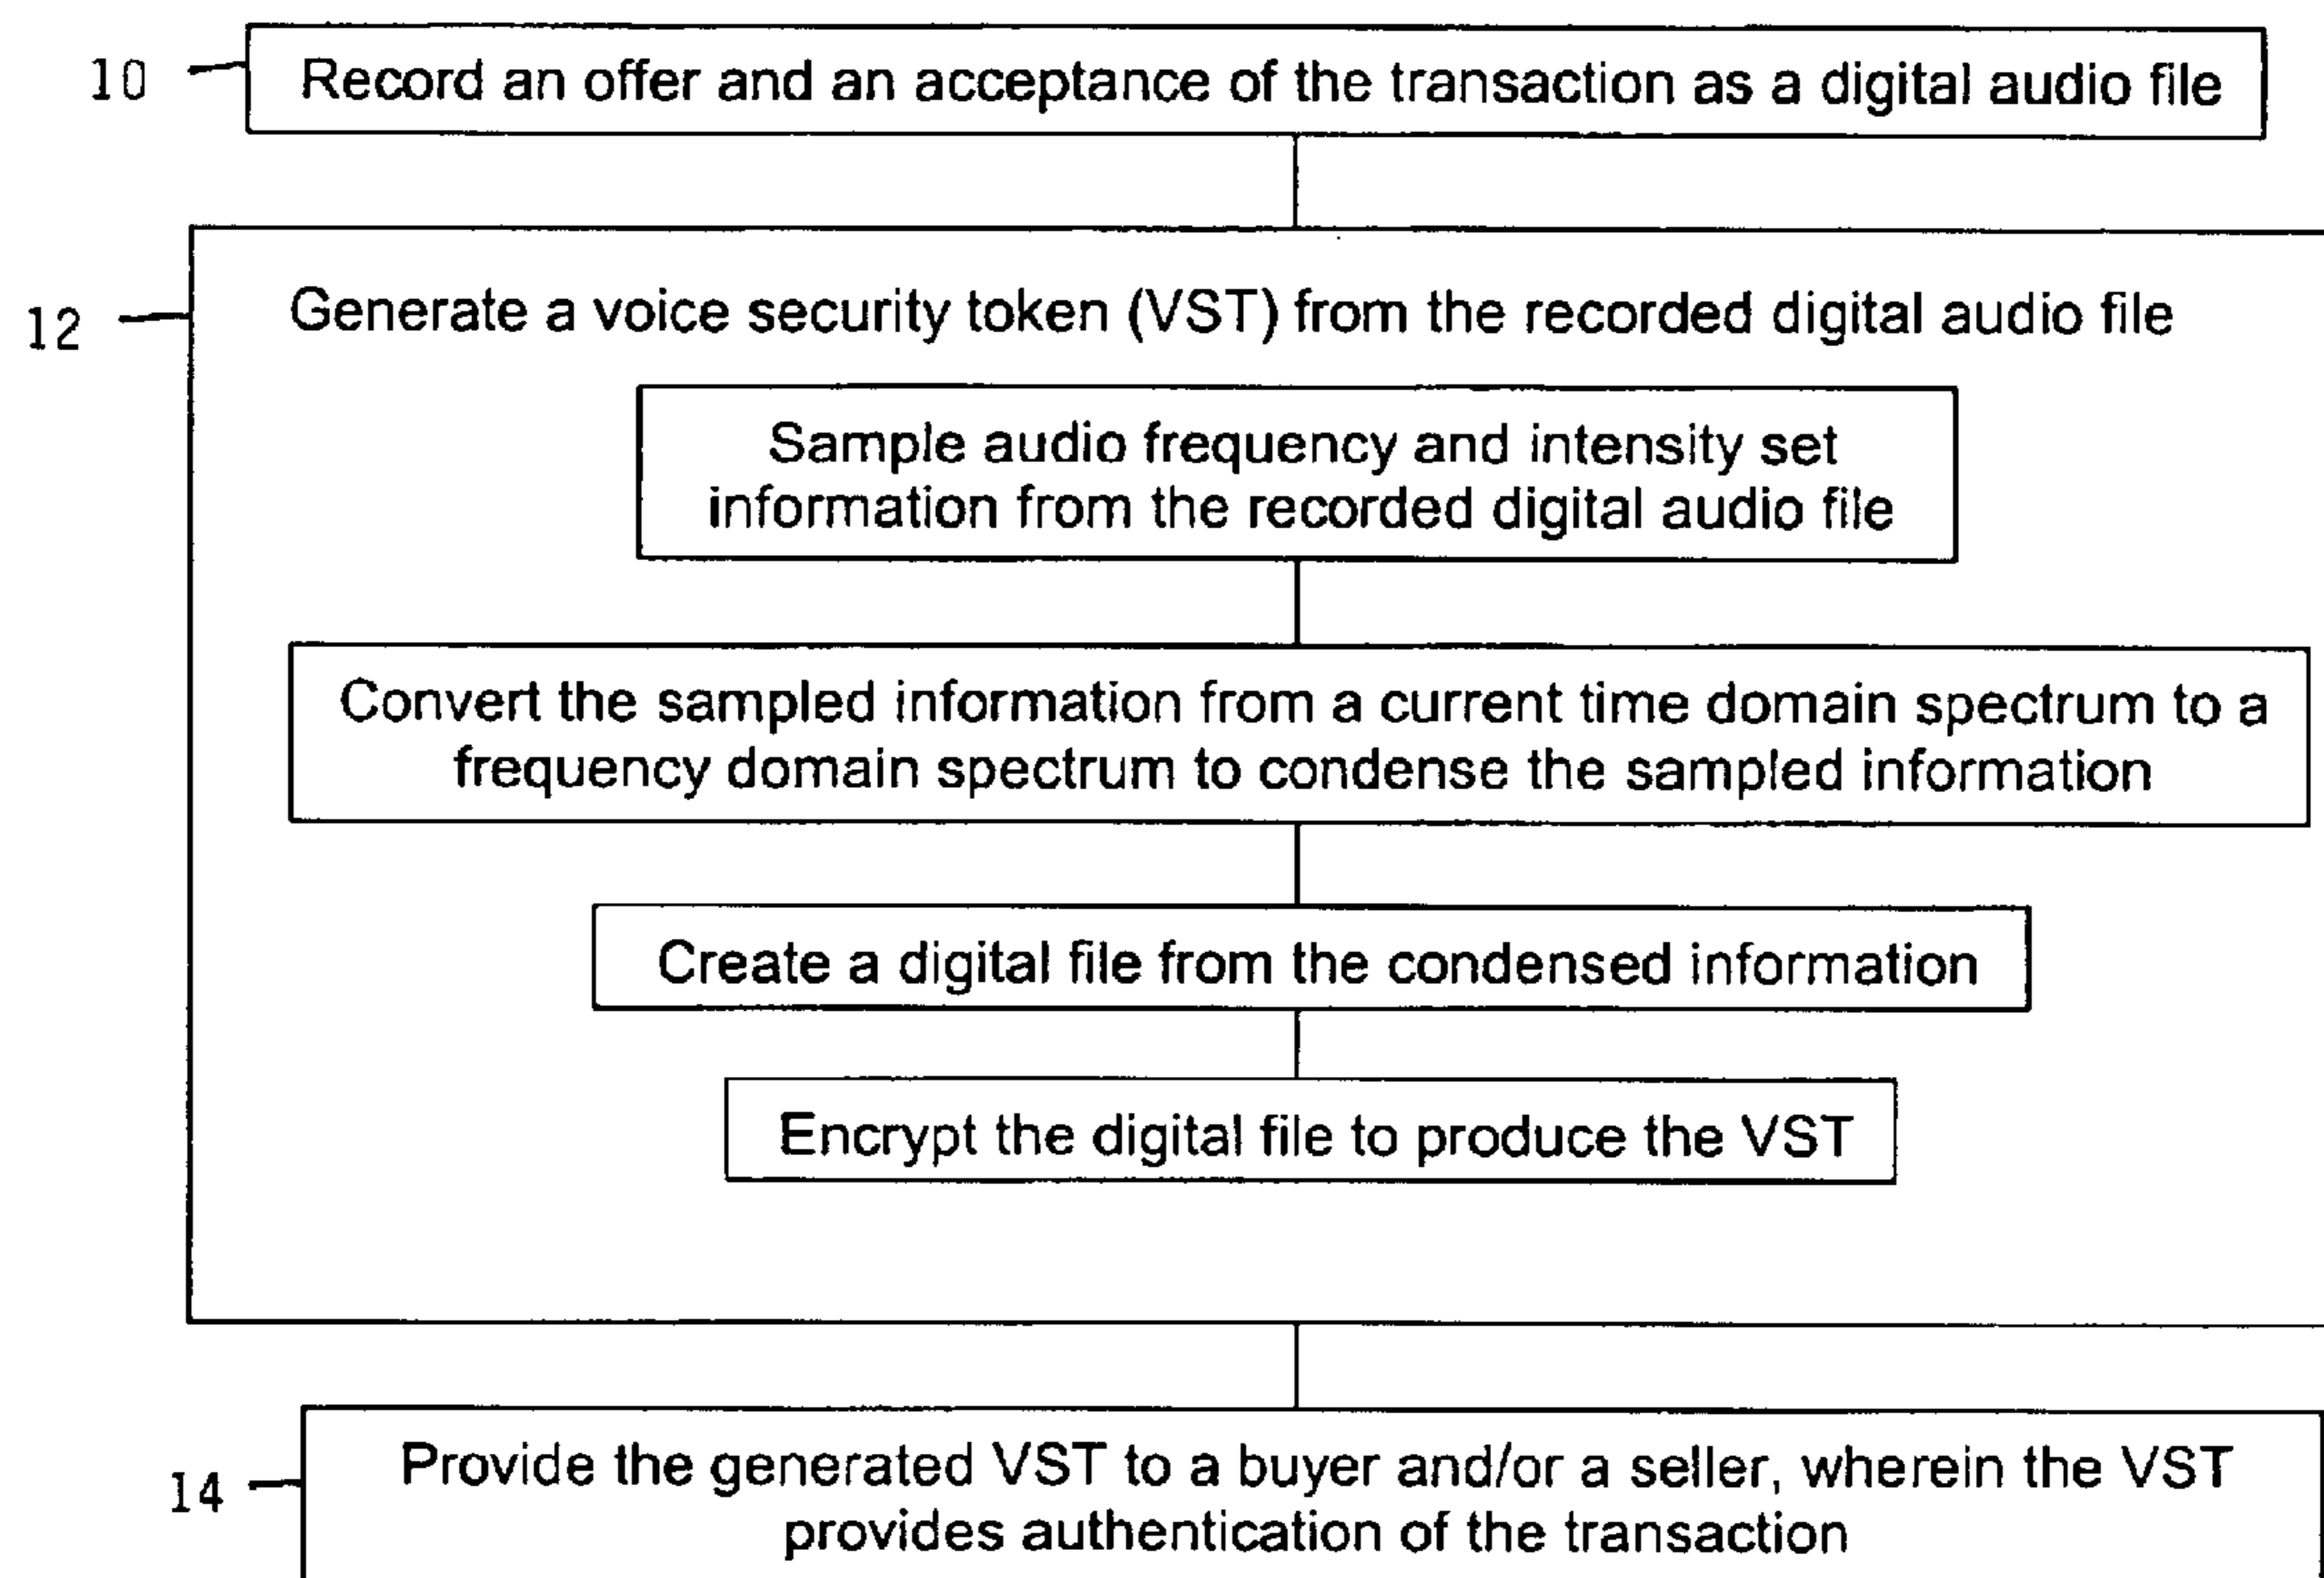 10
Record an offer and an acceptance of the transaction as a digital audio file
12
Generate a voice security token (VST) from the recorded digital audio file
Sample audio frequency and intensity set
information from the recorded digital audio file
Convert the sampled information from a current time domain spectrum to a
frequency domain spectrum to condense the sampled information
Create a digital file from the condensed information
Encrypt the digital file to produce the VST
14
Provide the generated VST to a buyer and/or a seller, wherein the VST
provides authentication of the transaction